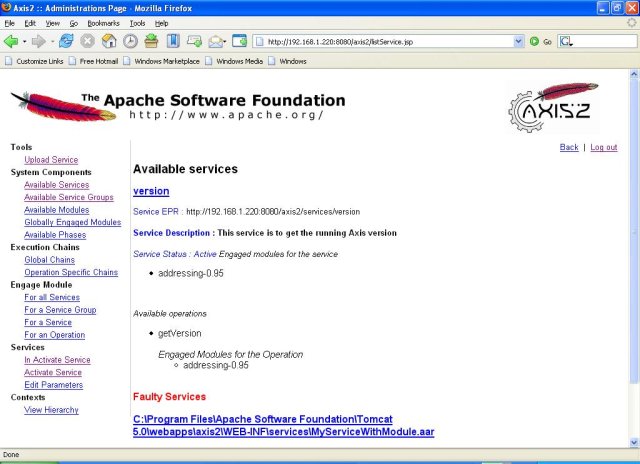 Axis2 :: Administrations Page - Mozilla Firefox
File Edit View Go Bookmarks Tools Help
http://192.168.1.220:8080/axis2/listService.jsp Go
Customize Links Free Hotmail Windows Marketplace Windows Media Windows
The Apache Software Foundation
http://www.apache.org/
AXIS2
Back | Log out
Tools
Upload Service
System Components
Available Services
Available Service Groups
Available Modules
Globally Engaged Modules
Available Phases
Execution Chains
Global Chains
Operation Specific Chains
Engage Module
For all Services
For a Service Group
For a Service
For an Operation
Services
In Activate Service
Activate Service
Edit Parameters
Contexts
View Hierarchy
Available services
version
Service EPR : http://192.168.1.220:8080/axis2/services/version
Service Description : This service is to get the running Axis version
Service Status : Active Engaged modules for the service
addressing-0.95
Available operations
getVersion
Engaged Modules for the Operation
addressing-0.95
Faulty Services
C:\Program Files\Apache Software Foundation\Tomcat
5.0\webapps\axis2\WEB-INF\services\MyServiceWithModule.aar
Done